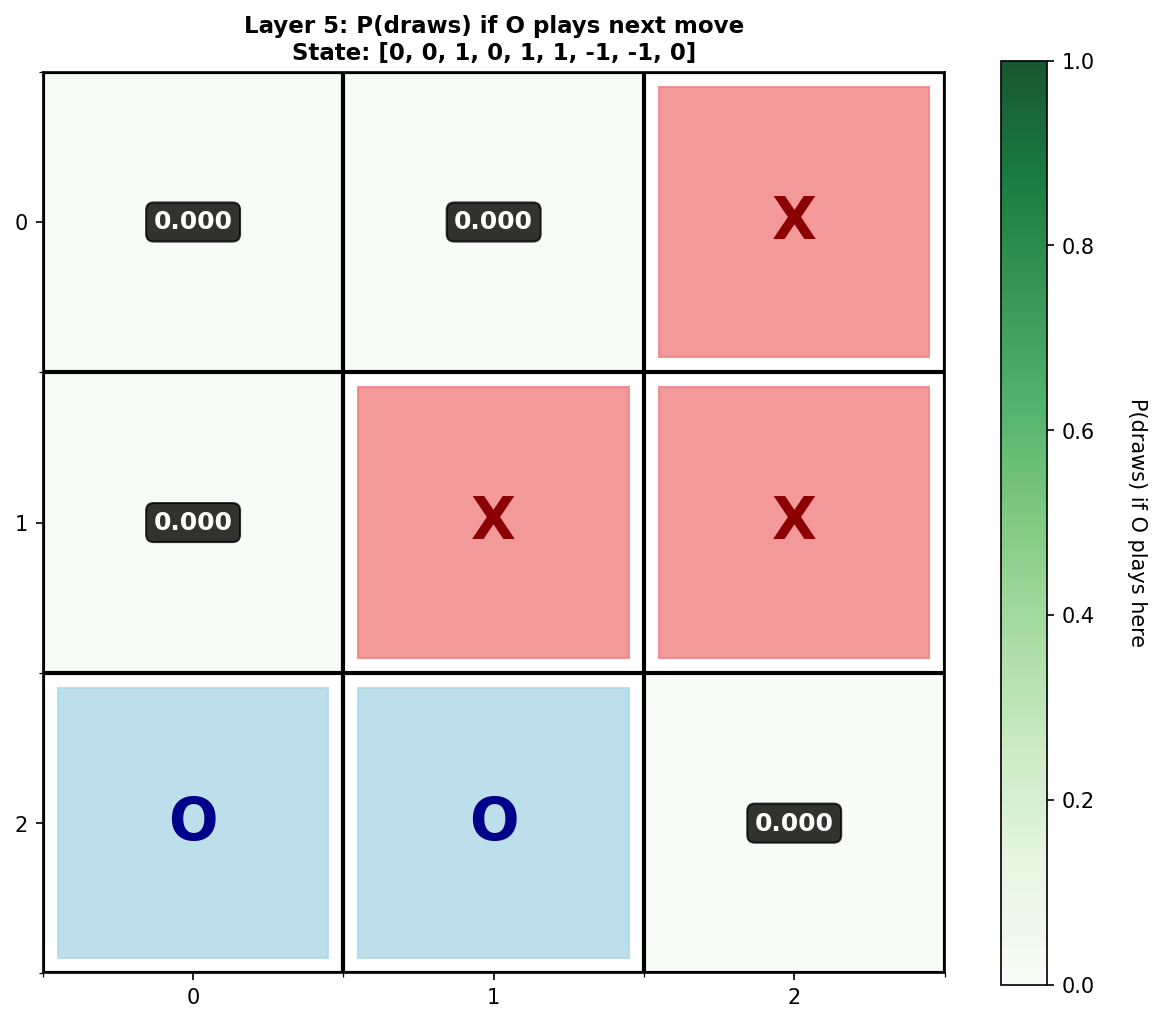 Layer 5: P(draws) if O plays next move
State: [0, 0, 1, 0, 1, 1, -1, -1, 0]
0
0.000
0.000
X
1
0.000
X
X
2
O
O
0.000
0
1
2
1.0
0.8
0.6
0.4
0.2
0.0
P(draws) if O plays here